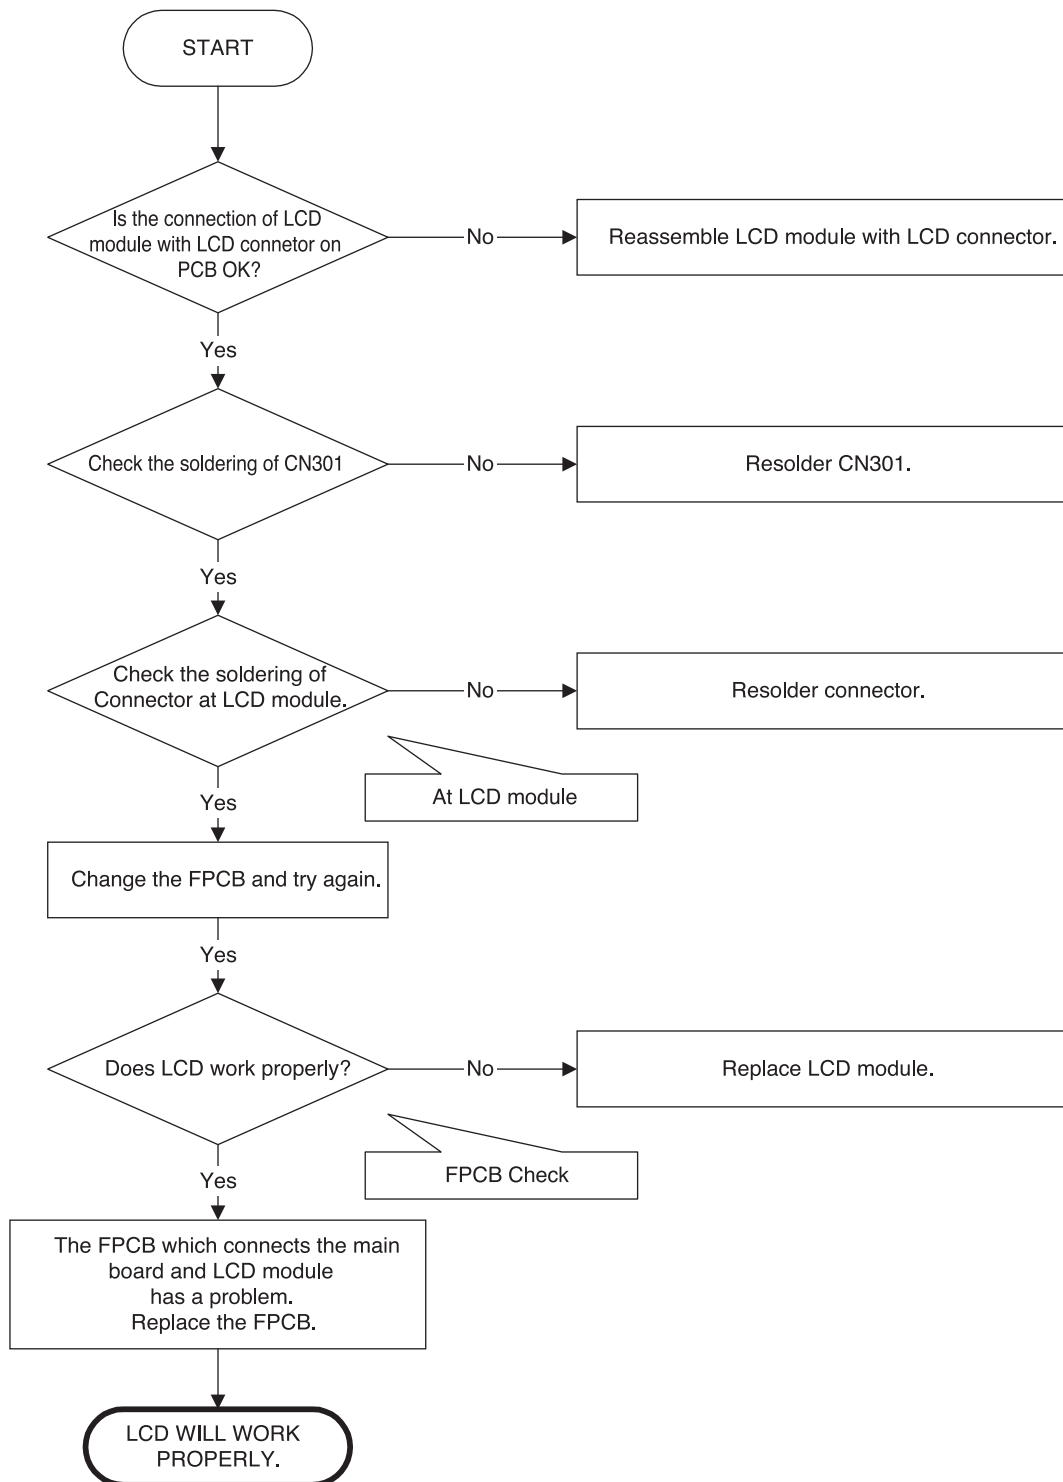 START
Is the connection of LCD
module with LCD connetor on
PCB OK?
No
Reassemble LCD module with LCD connector.
Yes
Check the soldering of CN301
No
Resolder CN301.
Yes
Check the soldering of
Connector at LCD module.
No
Resolder connector.
At LCD module
Yes
Change the FPCB and try again.
Yes
Does LCD work properly?
No
Replace LCD module.
FPCB Check
Yes
The FPCB which connects the main
board and LCD module
has a problem.
Replace the FPCB.
LCD WILL WORK
PROPERLY.